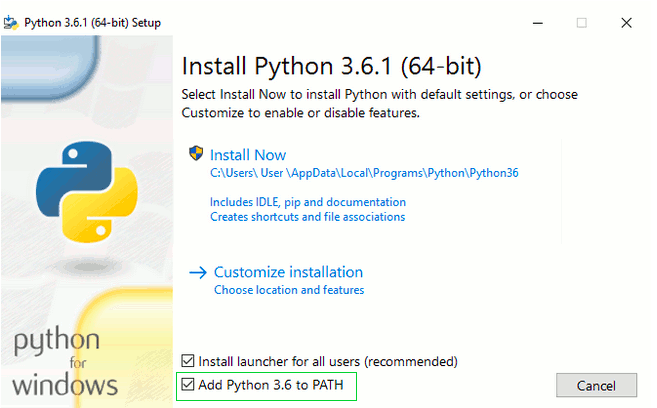 Python 3.6.1 (64-bit) Setup
Install Python 3.6.1 (64-bit)
Select Install Now to install Python with default settings, or choose
Customize to enable or disable features.
Install Now
C:\Users\ User \AppData\Local\Programs\Python\Python36
Includes IDLE, pip and documentation
Creates shortcuts and file associations
Customize installation
Choose location and features
python
for
windows
Install launcher for all users (recommended)
Add Python 3.6 to PATH
Cancel